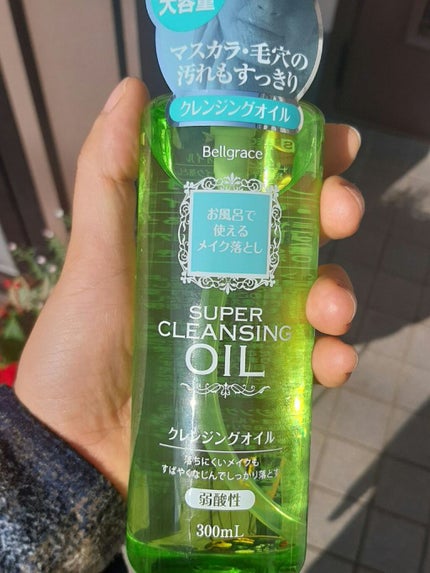 大容量
マスカラ・毛穴の
汚れもすっきり
クレンジングオイル
Bellgrace
お風呂で
使える
メイク落とし
SUPER
CLEANSING
OIL
クレンジングオイル
落ちにくいメイクも
すばやくなじんでしっかり落とす
弱酸性
300mL